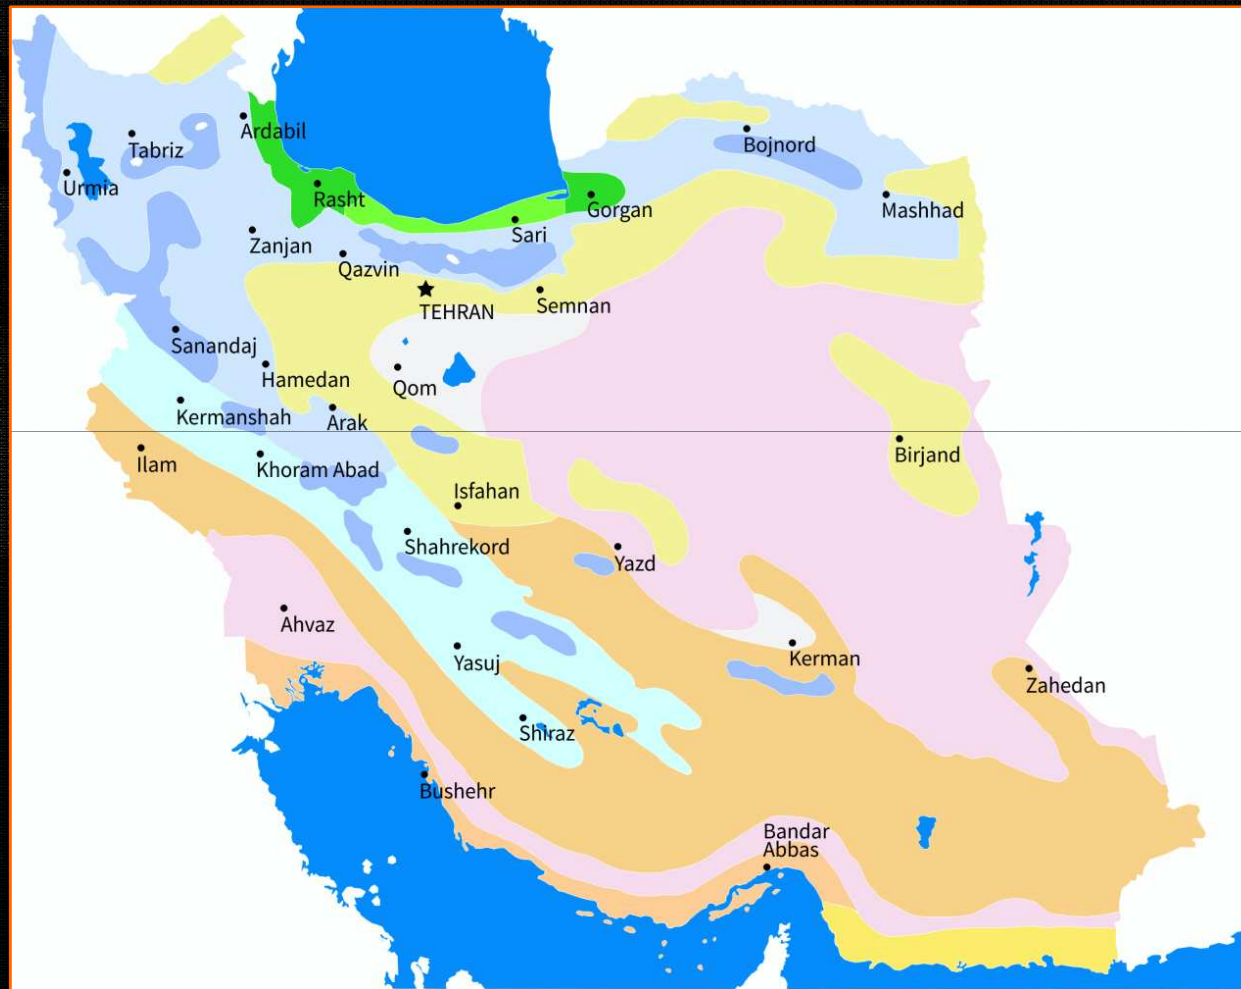 Ardabil
Bojnord
Tabriz
Urmia
Rasht
Gorgan
Mashhad
Sari
Zanjan
Qazvin
Semnan
TEHRAN
Sanandaj
Hamedan
Qom
Kermanshah
Arak
Birjand
Ilam
Khoram Abad
Isfahan
Shahrekord
Yazd
Ahvaz
Yasuj
Kerman
Zahedan
Shiraz
Bushehr
Bandar
Abbas